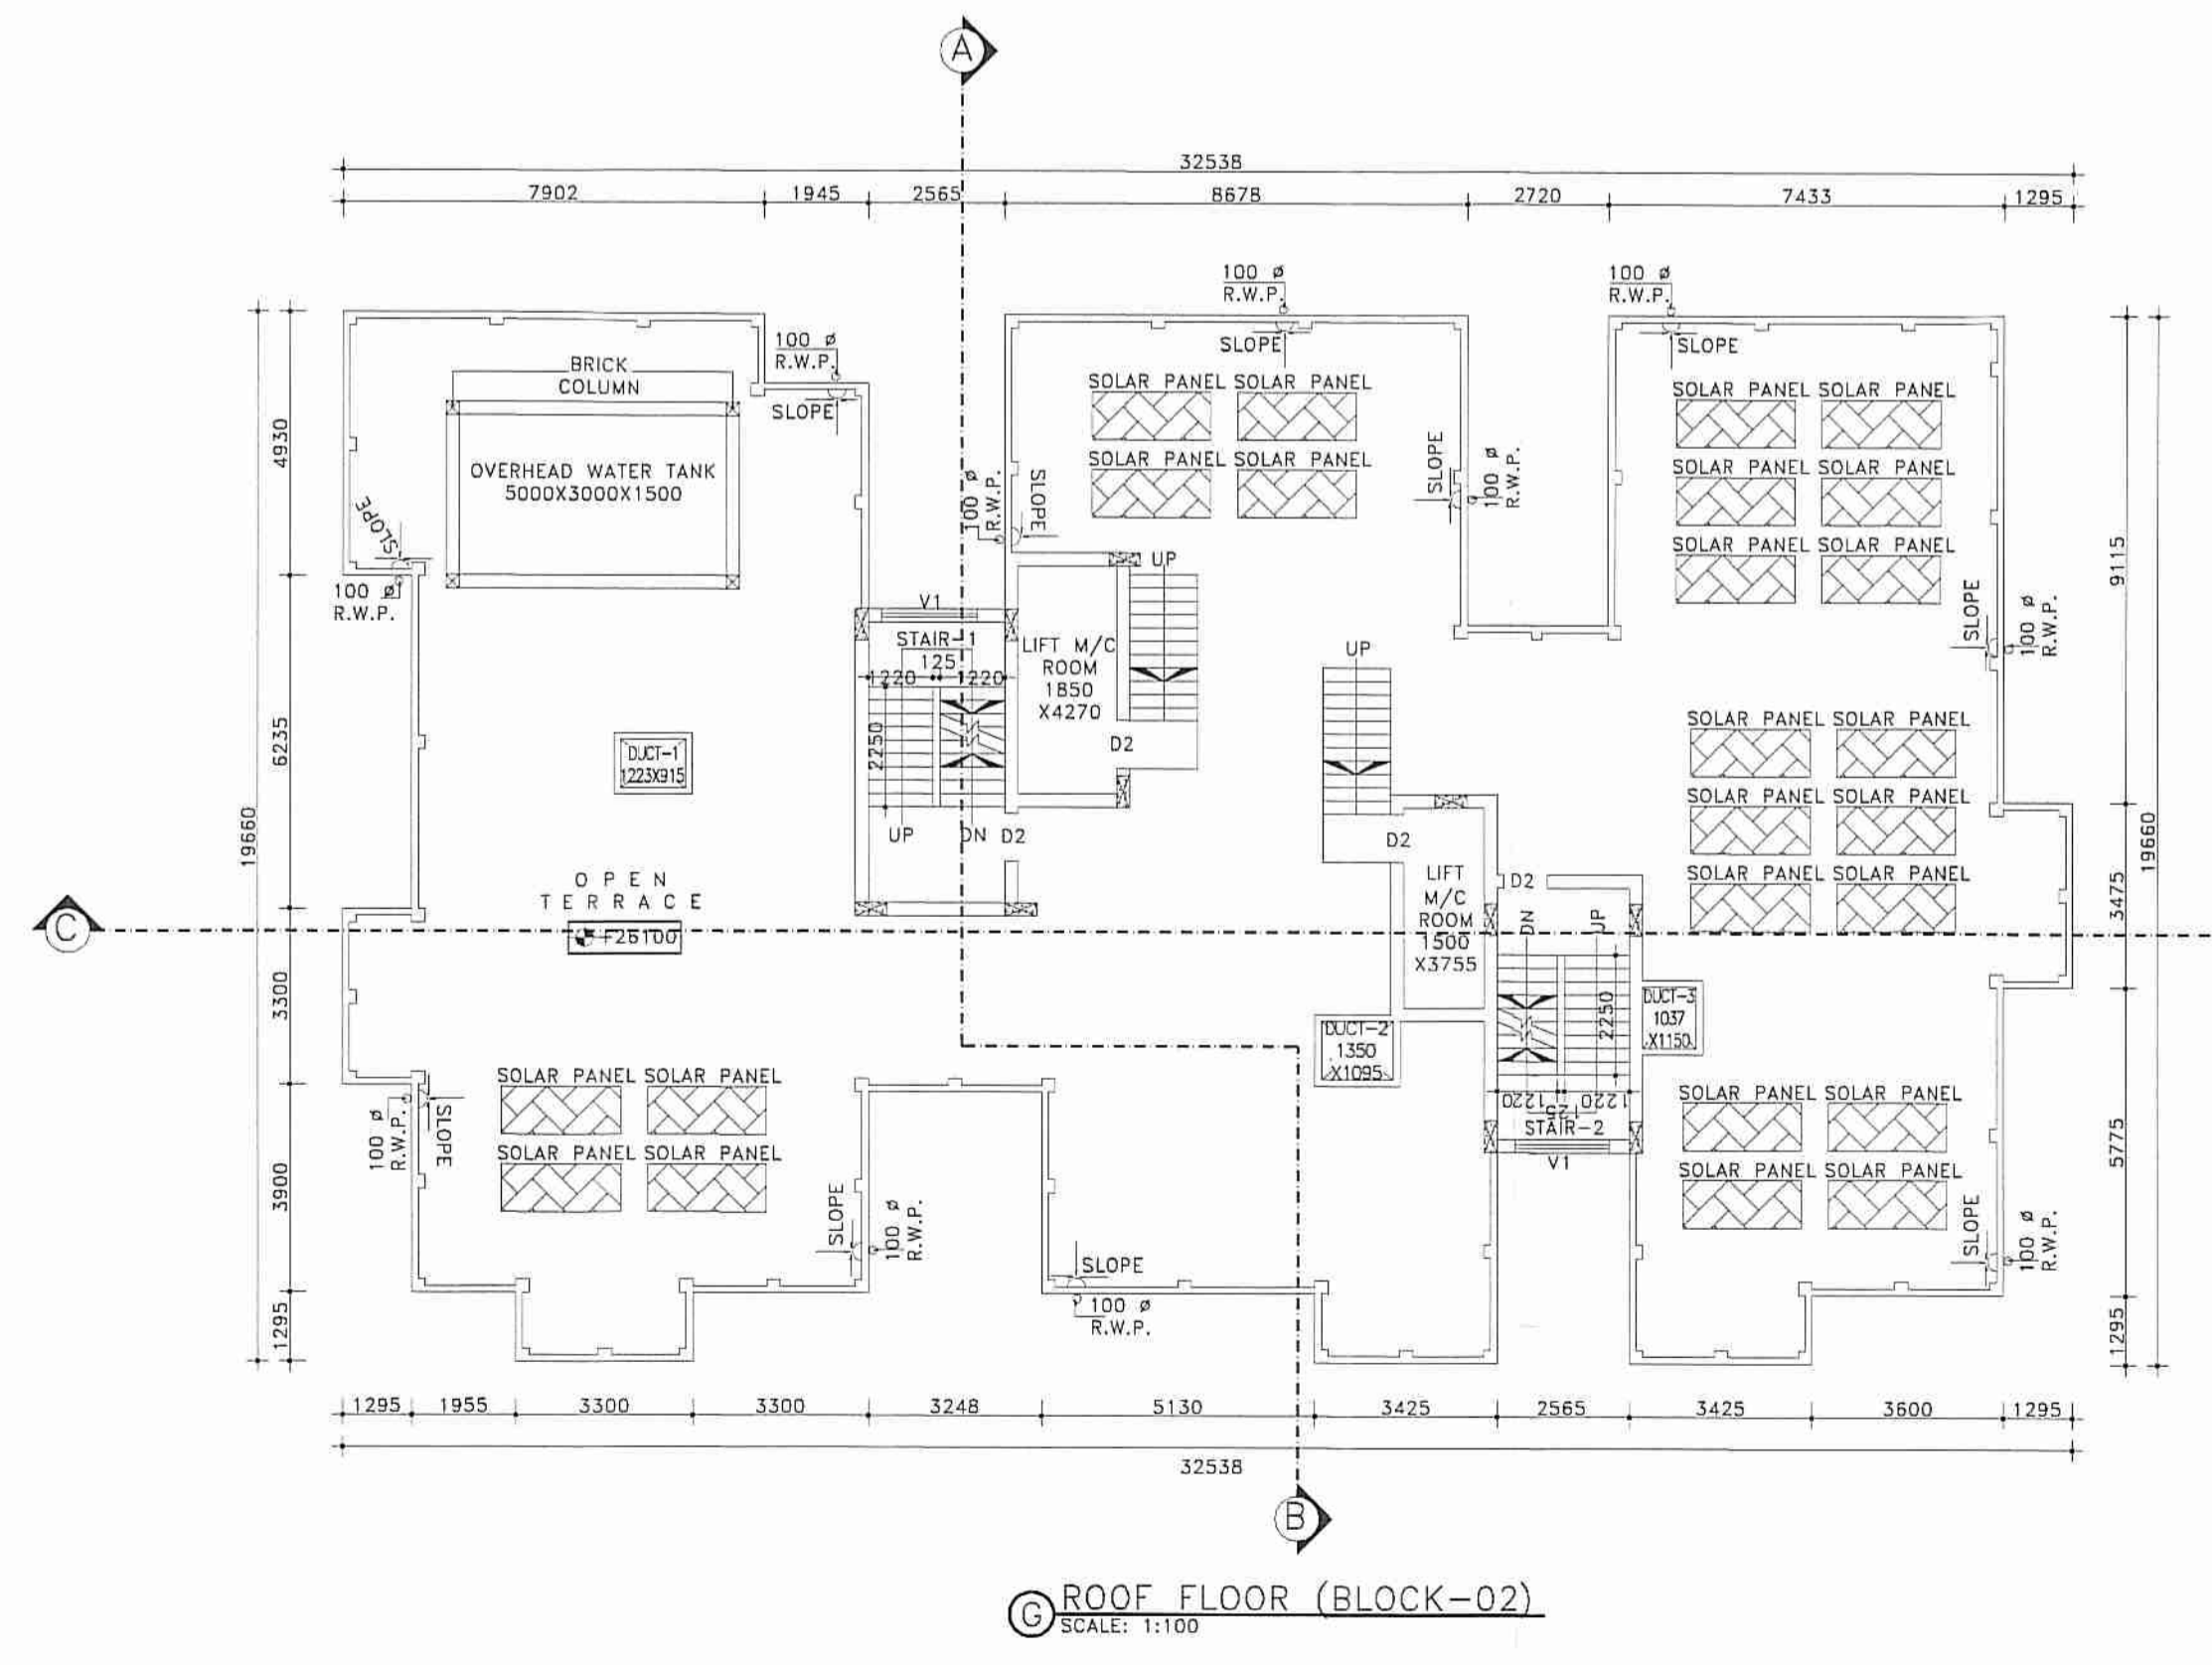 A
32538
7902 1945 2565 8678 2720 7433 1295
100 ø
R.W.P.
100 ø
R.W.P.
100 ø
R.W.P.
SLOPE
SLOPE
SLOPE
BRICK
COLUMN
OVERHEAD WATER TANK
5000X3000X1500
SOLAR PANEL SOLAR PANEL
SOLAR PANEL SOLAR PANEL
SOLAR PANEL SOLAR PANEL
SOLAR PANEL SOLAR PANEL
SOLAR PANEL SOLAR PANEL
4930
SLOPE
100 ø
R.W.P.
100 ø
R.W.P.
SLOPE
SLOPE
100 ø
R.W.P.
9115
SLOPE
100 ø
R.W.P.
V1
STAIR-1
125
1220 1220
2250
UP
DN
D2
LIFT M/C
ROOM
1850
X4270
UP
D2
UP
D2
6235
19660
DUCT-1
1223X915
SOLAR PANEL SOLAR PANEL
SOLAR PANEL SOLAR PANEL
SOLAR PANEL SOLAR PANEL
19660
3475
OPEN
TERRACE
+26100
C
LIFT
M/C
ROOM
1500
X3755
D2
DN
UP
2250
1220 1220
125
STAIR-2
V1
DUCT-2
1350
X1095
DUCT-3
1037
X1150
3300
SOLAR PANEL SOLAR PANEL
SOLAR PANEL SOLAR PANEL
SOLAR PANEL SOLAR PANEL
SOLAR PANEL SOLAR PANEL
100 ø
R.W.P.
SLOPE
3900
5775
SLOPE
100 ø
R.W.P.
SLOPE
100 ø
R.W.P.
SLOPE
100 ø
R.W.P.
1295
1295
1295 1955 3300 3300 3248 5130 3425 2565 3425 3600 1295
32538
B
G ROOF FLOOR (BLOCK-02)
SCALE: 1:100